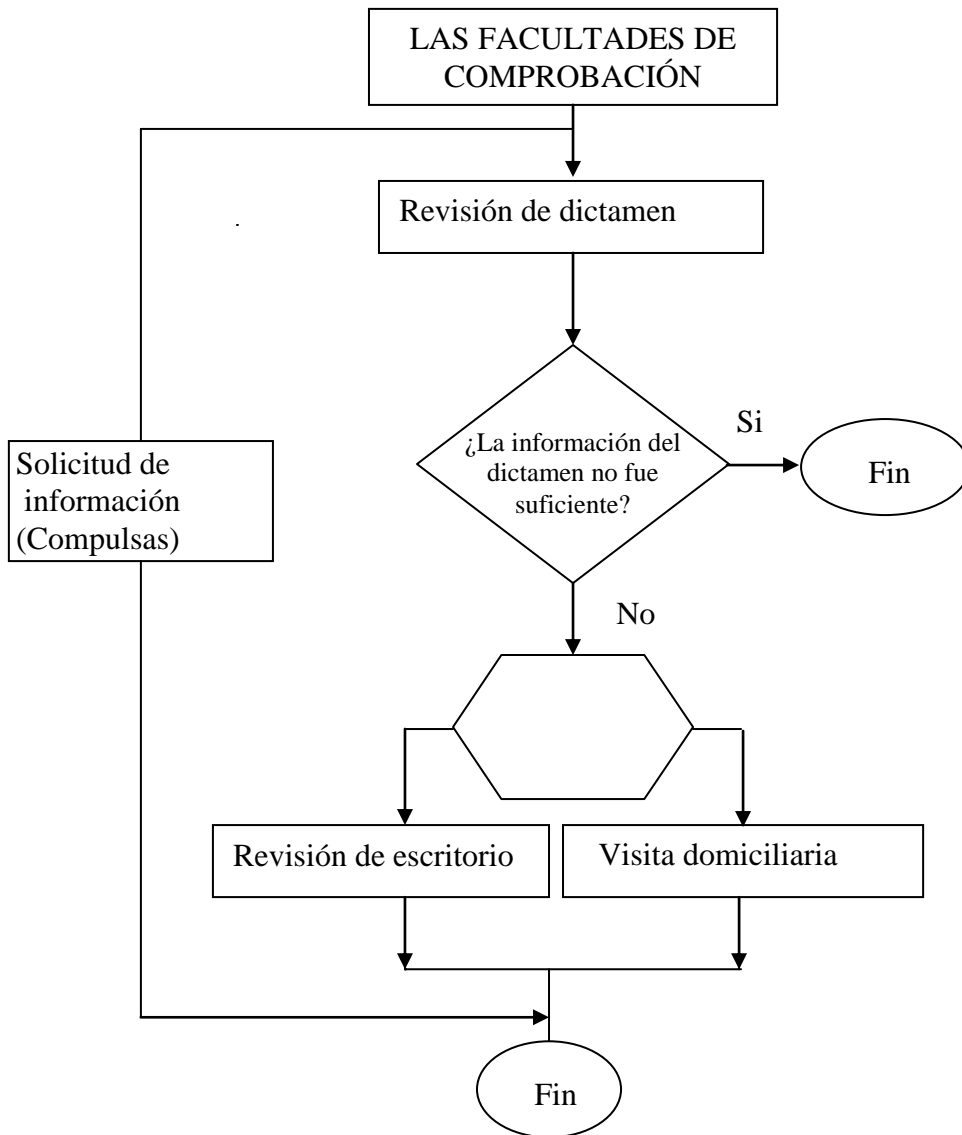 LAS FACULTADES DE
COMPROBACIÓN
Revisión de dictamen
¿La información del
dictamen no fue
suficiente?
Si
Fin
Solicitud de
información
(Compulsas)
No
Revisión de escritorio
Visita domiciliaria
Fin